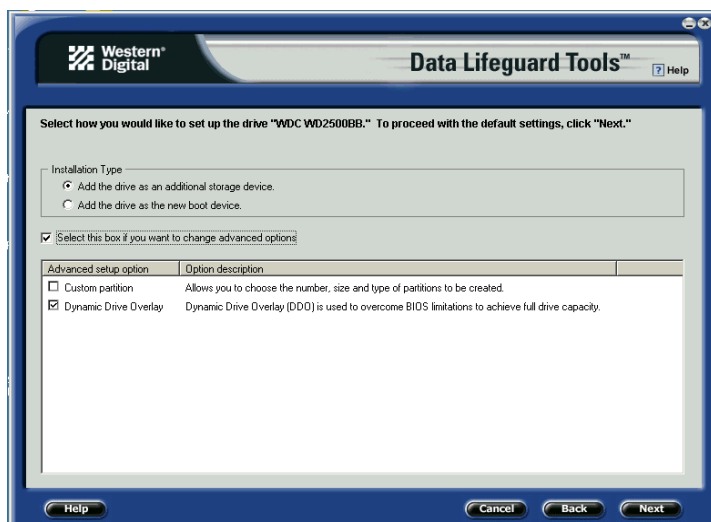 Western®
Digital
Data Lifeguard Tools™
? Help
Select how you would like to set up the drive "WDC WD2500BB." To proceed with the default settings, click "Next."
Installation Type
Add the drive as an additional storage device.
Add the drive as the new boot device.
Select this box if you want to change advanced options
Advanced setup option Option description
Custom partition Allows you to choose the number, size and type of partitions to be created.
Dynamic Drive Overlay Dynamic Drive Overlay (DDO) is used to overcome BIOS limitations to achieve full drive capacity.
Help Cancel Back Next